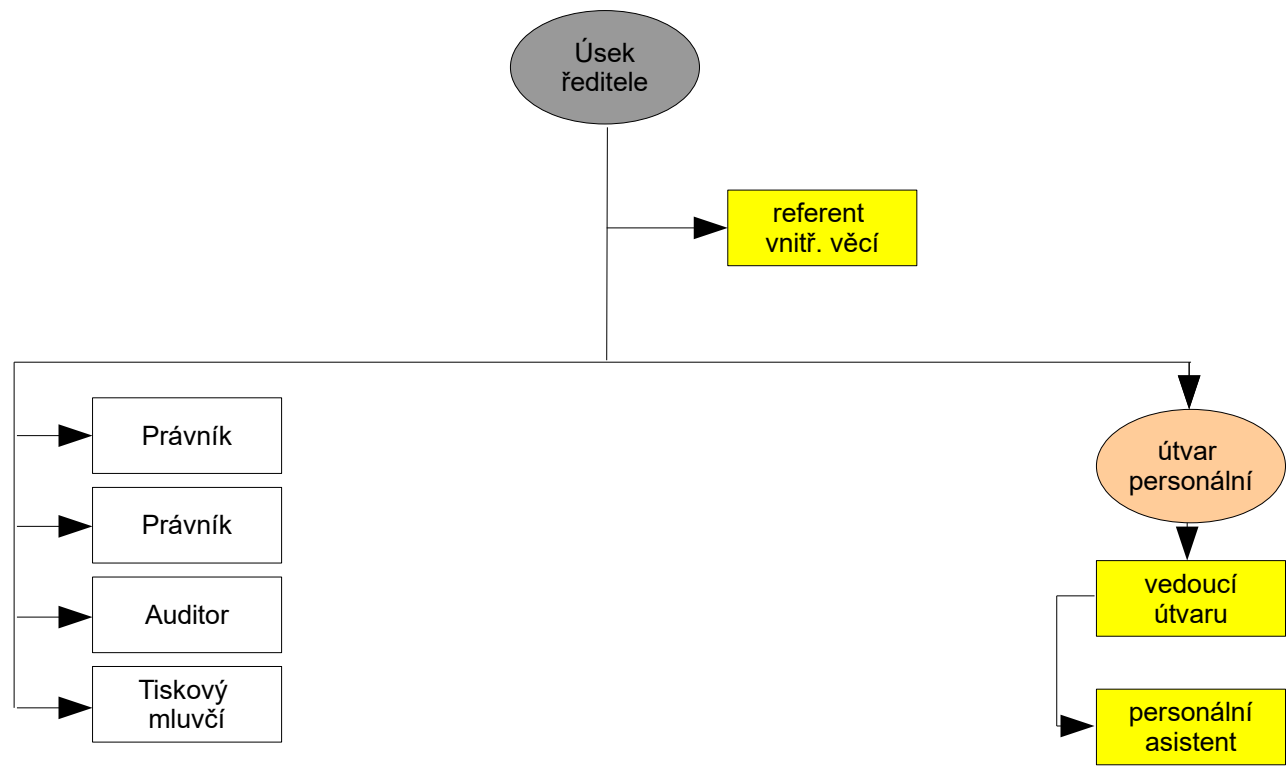 Úsek
ředitele
referent
vnitř. věcí
Právník
Právník
Auditor
Tiskový
mluvčí
útvar
personální
vedoucí
útvaru
personální
asistent